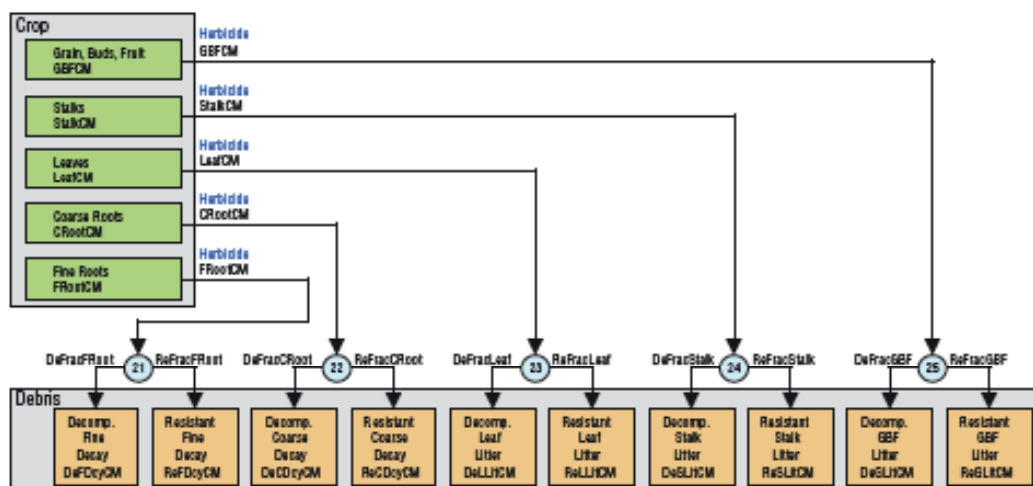 Crop
Grain, Buds, Fruit
GBFCM
Stalks
StalkCM
Leaves
LeafCM
Coarse Roots
CRootCM
Fine Roots
FRootCM
Herbicide
GBFCM
Herbicide
StalkCM
Herbicide
LeafCM
Herbicide
CRootCM
Herbicide
FRootCM
DeFracFRoot 21 ReFracFRoot DeFracCRoot 22 ReFracCRoot DeFracLeaf 23 ReFracLeaf DeFracStalk 24 ReFracStalk DeFracGBF 25 ReFracGBF
Debris
Decomp.
Fine
Decay
DeFDcyCM
Resistant
Fine
Decay
ReFDcyCM
Decomp.
Coarse
Decay
DeCDcyCM
Resistant
Coarse
Decay
ReCDcyCM
Decomp.
Leaf
Litter
DeLLitCM
Resistant
Leaf
Litter
ReLLitCM
Decomp.
Stalk
Litter
DeSLitCM
Resistant
Stalk
Litter
ReSLitCM
Decomp.
GBF
Litter
DeGLitCM
Resistant
GBF
Litter
ReGLitCM